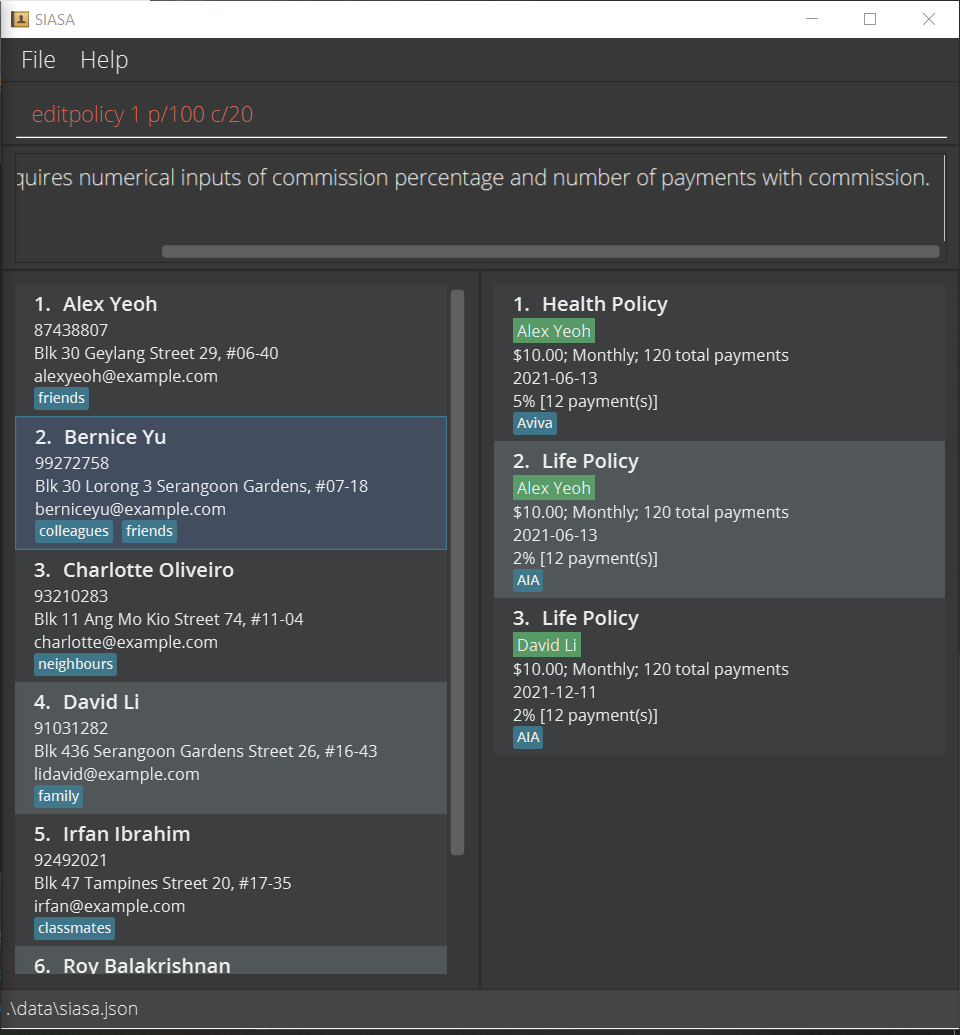 SIASA
File Help
editpolicy 1 p/100 c/20
quires numerical inputs of commission percentage and number of payments with commission.
1. Alex Yeoh
87438807
Blk 30 Geylang Street 29, #06-40
alexyeoh@example.com
friends
2. Bernice Yu
99272758
Blk 30 Lorong 3 Serangoon Gardens, #07-18
berniceyu@example.com
colleagues friends
3. Charlotte Oliveiro
93210283
Blk 11 Ang Mo Kio Street 74, #11-04
charlotte@example.com
neighbours
4. David Li
91031282
Blk 436 Serangoon Gardens Street 26, #16-43
lidavid@example.com
family
5. Irfan Ibrahim
92492021
Blk 47 Tampines Street 20, #17-35
irfan@example.com
classmates
6. Roy Balakrishnan
1. Health Policy
Alex Yeoh
$10.00; Monthly; 120 total payments
2021-06-13
5% [12 payment(s)]
Aviva
2. Life Policy
Alex Yeoh
$10.00; Monthly; 120 total payments
2021-06-13
2% [12 payment(s)]
AIA
3. Life Policy
David Li
$10.00; Monthly; 120 total payments
2021-12-11
2% [12 payment(s)]
AIA
.\data\siasa.json